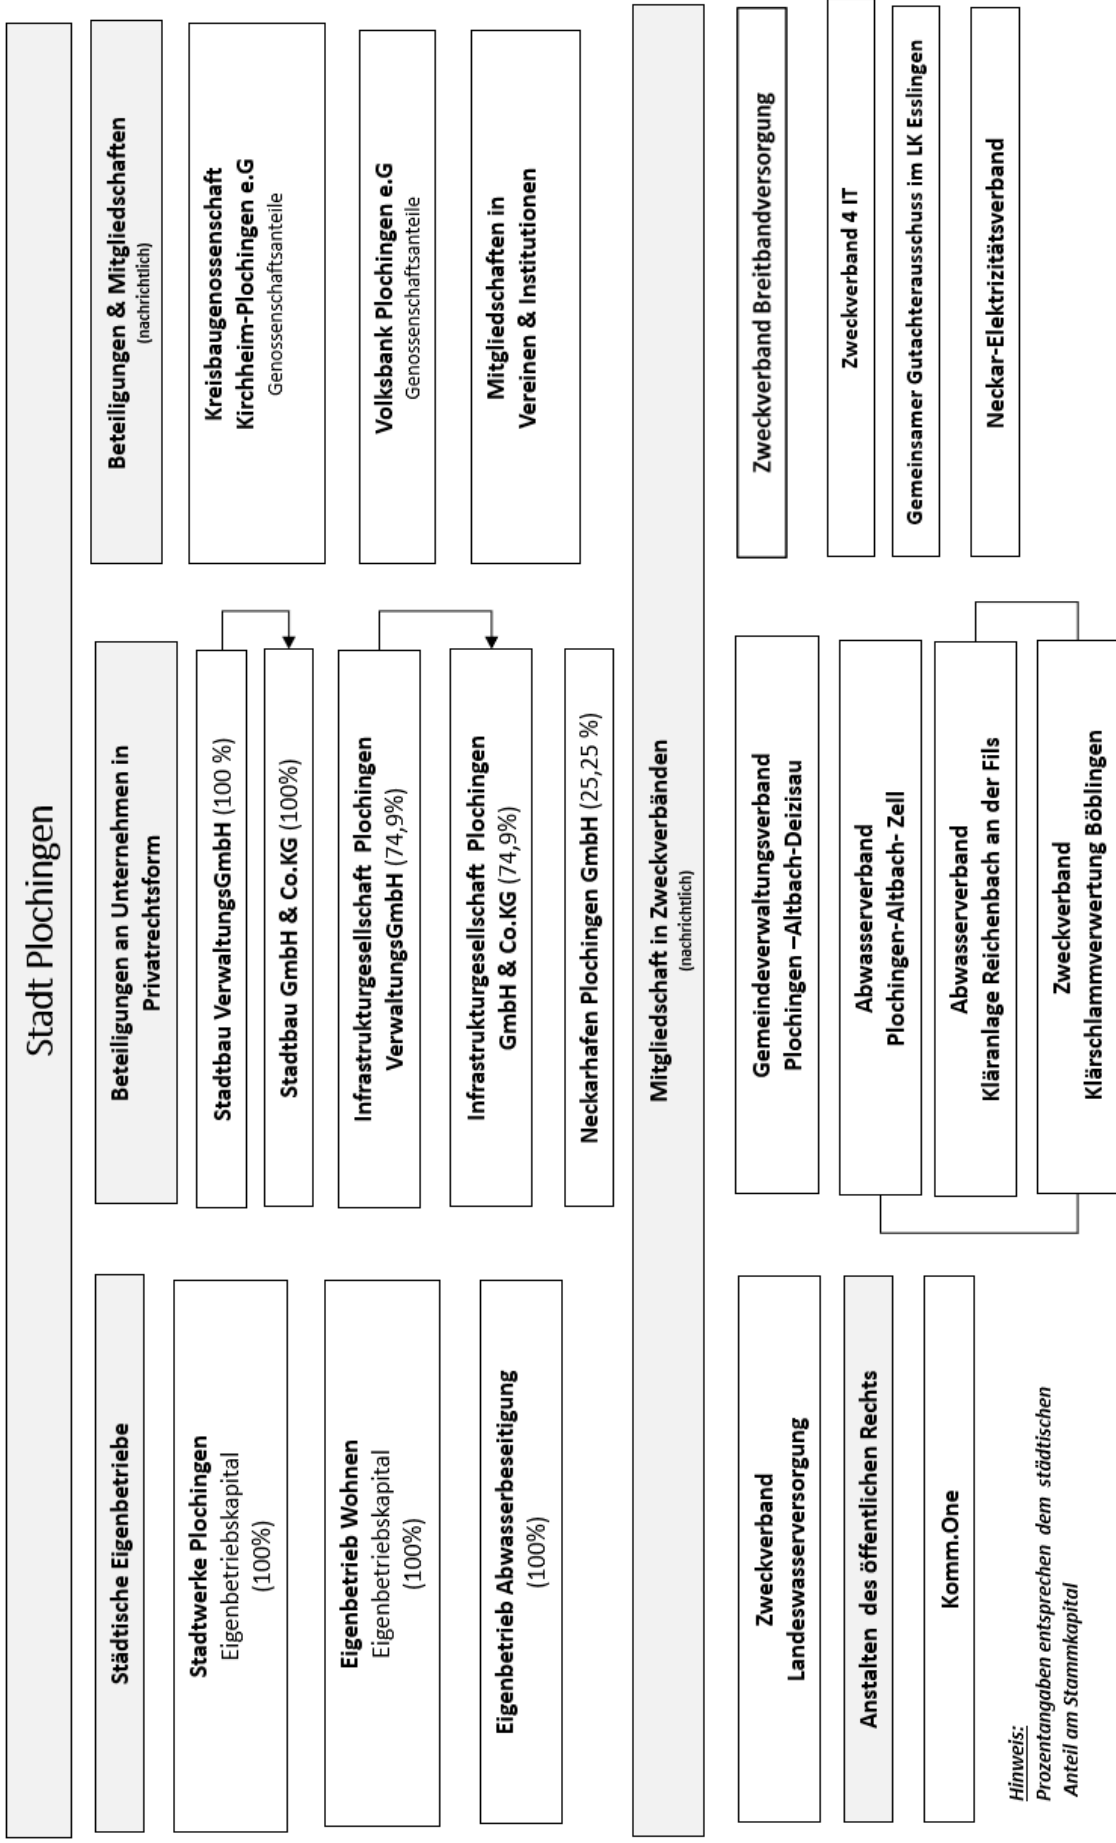 Stadt Plochingen
Städtische Eigenbetriebe
Stadtwerke Plochingen
Eigenbetriebskapital
(100%)
Eigenbetrieb Wohnen
Eigenbetriebskapital
(100%)
Eigenbetrieb Abwasserbeseitigung
(100%)
Beteiligungen an Unternehmen in
Privatrechtsform
Stadtbau VerwaltungsGmbH (100 %)
Stadtbau GmbH & Co.KG (100%)
Infrastrukturgesellschaft Plochingen
VerwaltungsGmbH (74,9%)
Infrastrukturgesellschaft Plochingen
GmbH & Co.KG (74,9%)
Neckarhafen Plochingen GmbH (25,25 %)
Beteiligungen & Mitgliedschaften
(nachrichtlich)
Kreisbaugenossenschaft
Kirchheim-Plochingen e.G
Genossenschaftsanteile
Volksbank Plochingen e.G
Genossenschaftsanteile
Mitgliedschaften in
Vereinen & Institutionen
Mitgliedschaft in Zweckverbänden
(nachrichtlich)
Zweckverband
Landeswasserversorgung
Anstalten des öffentlichen Rechts
Komm.One
Hinweis:
Prozentangaben entsprechen dem städtischen
Anteil am Stammkapital
Gemeindeverwaltungsverband
Plochingen –Altbach-Deizisau
Abwasserverband
Plochingen-Altbach- Zell
Abwasserverband
Kläranlage Reichenbach an der Fils
Zweckverband
Klärschlammverwertung Böblingen
Zweckverband Breitbandversorgung
Zweckverband 4 IT
Gemeinsamer Gutachterausschuss im LK Esslingen
Neckar-Elektrizitätsverband